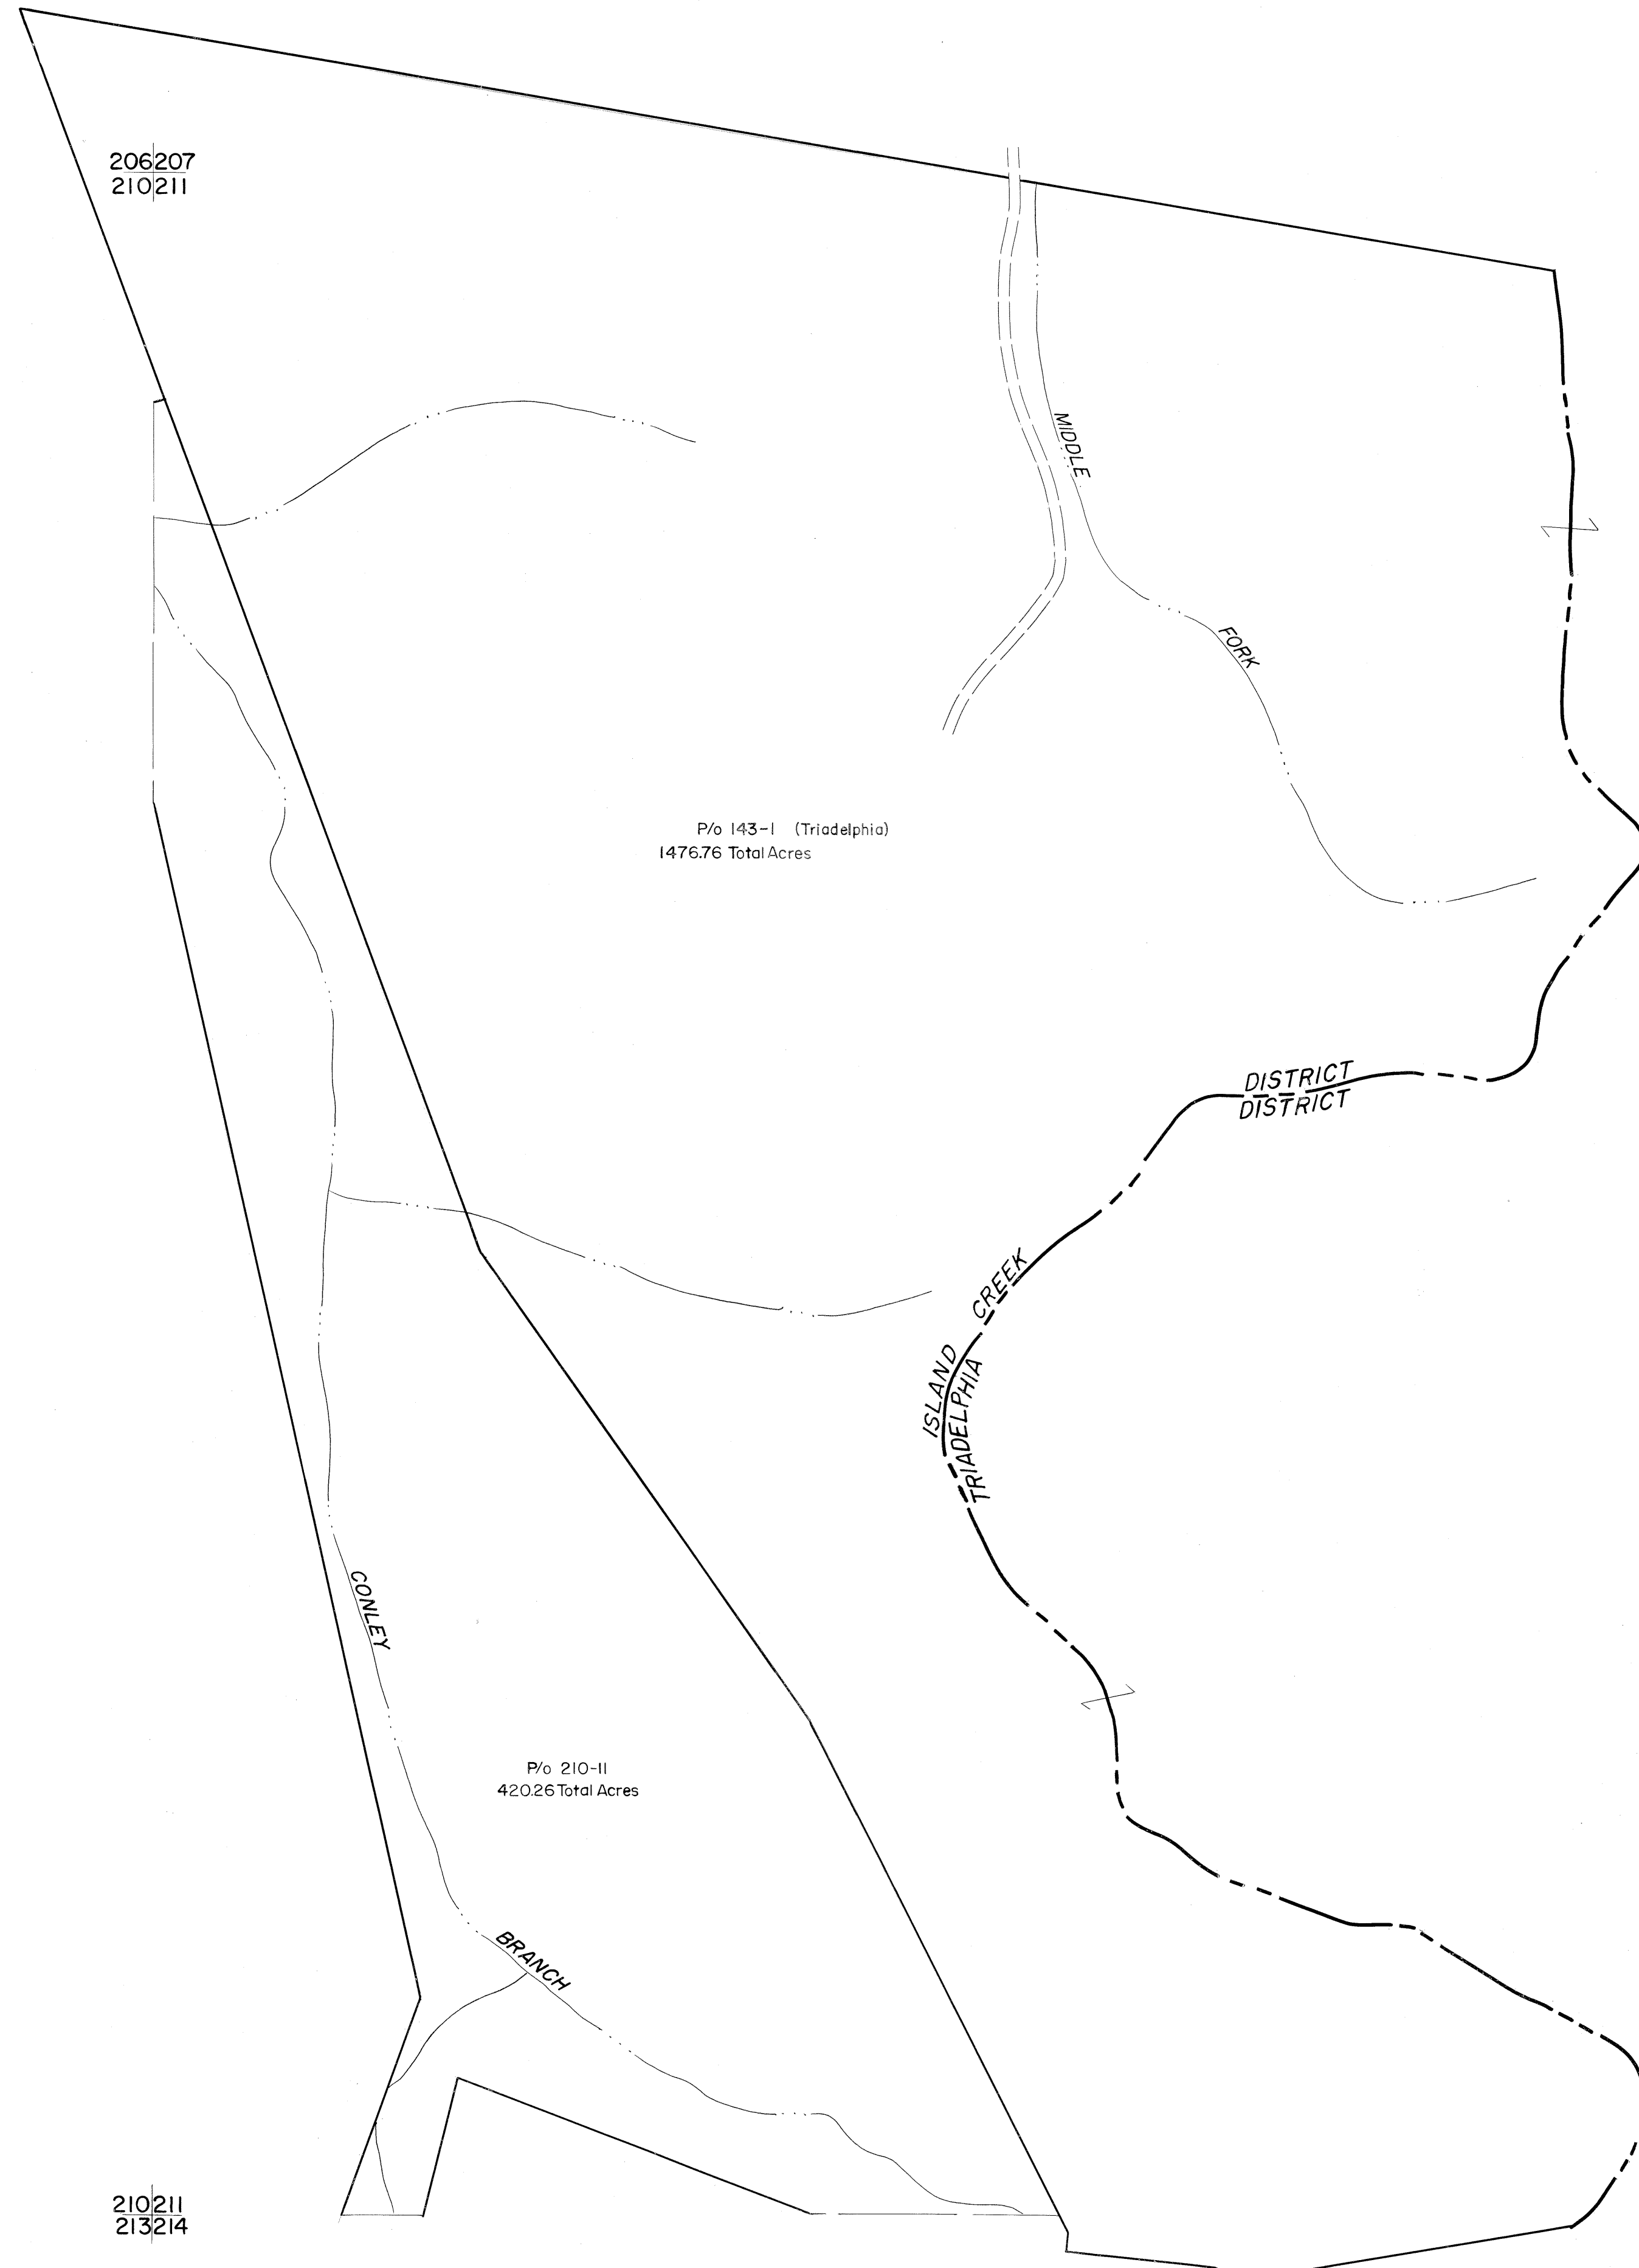 206 207
210 211
MIDDLE
FORK
P/o 143-1 (Triadelphia)
1476.76 Total Acres
DISTRICT
DISTRICT
ISLAND CREEK
TRIADELPHIA
CONLEY
P/o 210-11
420.26 Total Acres
BRANCH
210 211
213 214